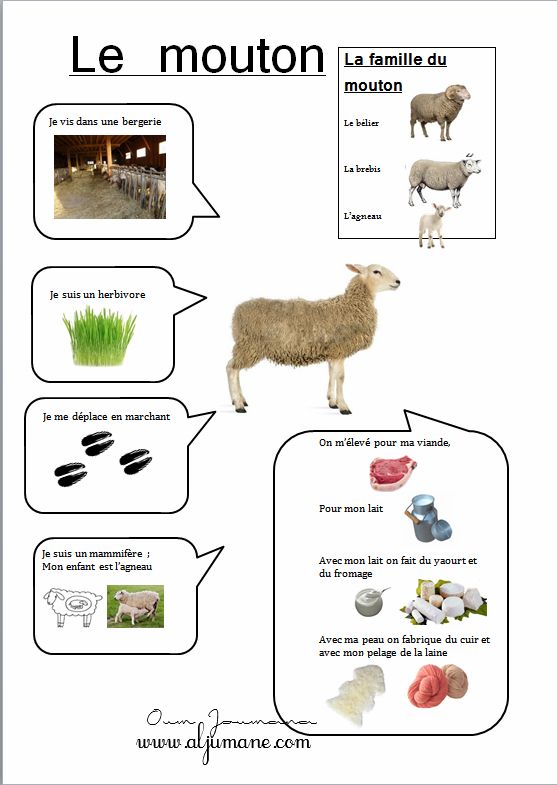 Le mouton
La famille du
mouton
Le bélier
La brebis
L'agneau
Je vis dans une bergerie
Je suis un herbivore
Je me déplace en marchant
Je suis un mammifère ;
Mon enfant est l'agneau
On m'élevé pour ma viande,
Pour mon lait
Avec mon lait on fait du yaourt et
du fromage
Avec ma peau on fabrique du cuir et
avec mon pelage de la laine
Oum Joumana
www.aljumane.com